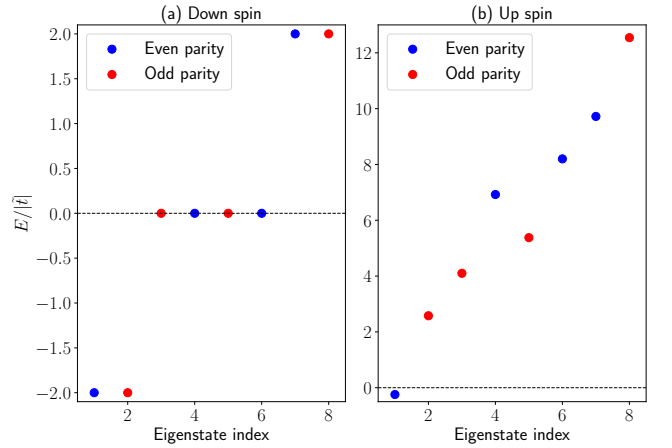 (a) Down spin
(b) Up spin
Even parity
Odd parity
Even parity
Odd parity
E/|t̃|
2.0
1.5
1.0
0.5
0.0
−0.5
−1.0
−1.5
−2.0
12
10
8
6
4
2
0
2 4 6 8
2 4 6 8
Eigenstate index
Eigenstate index